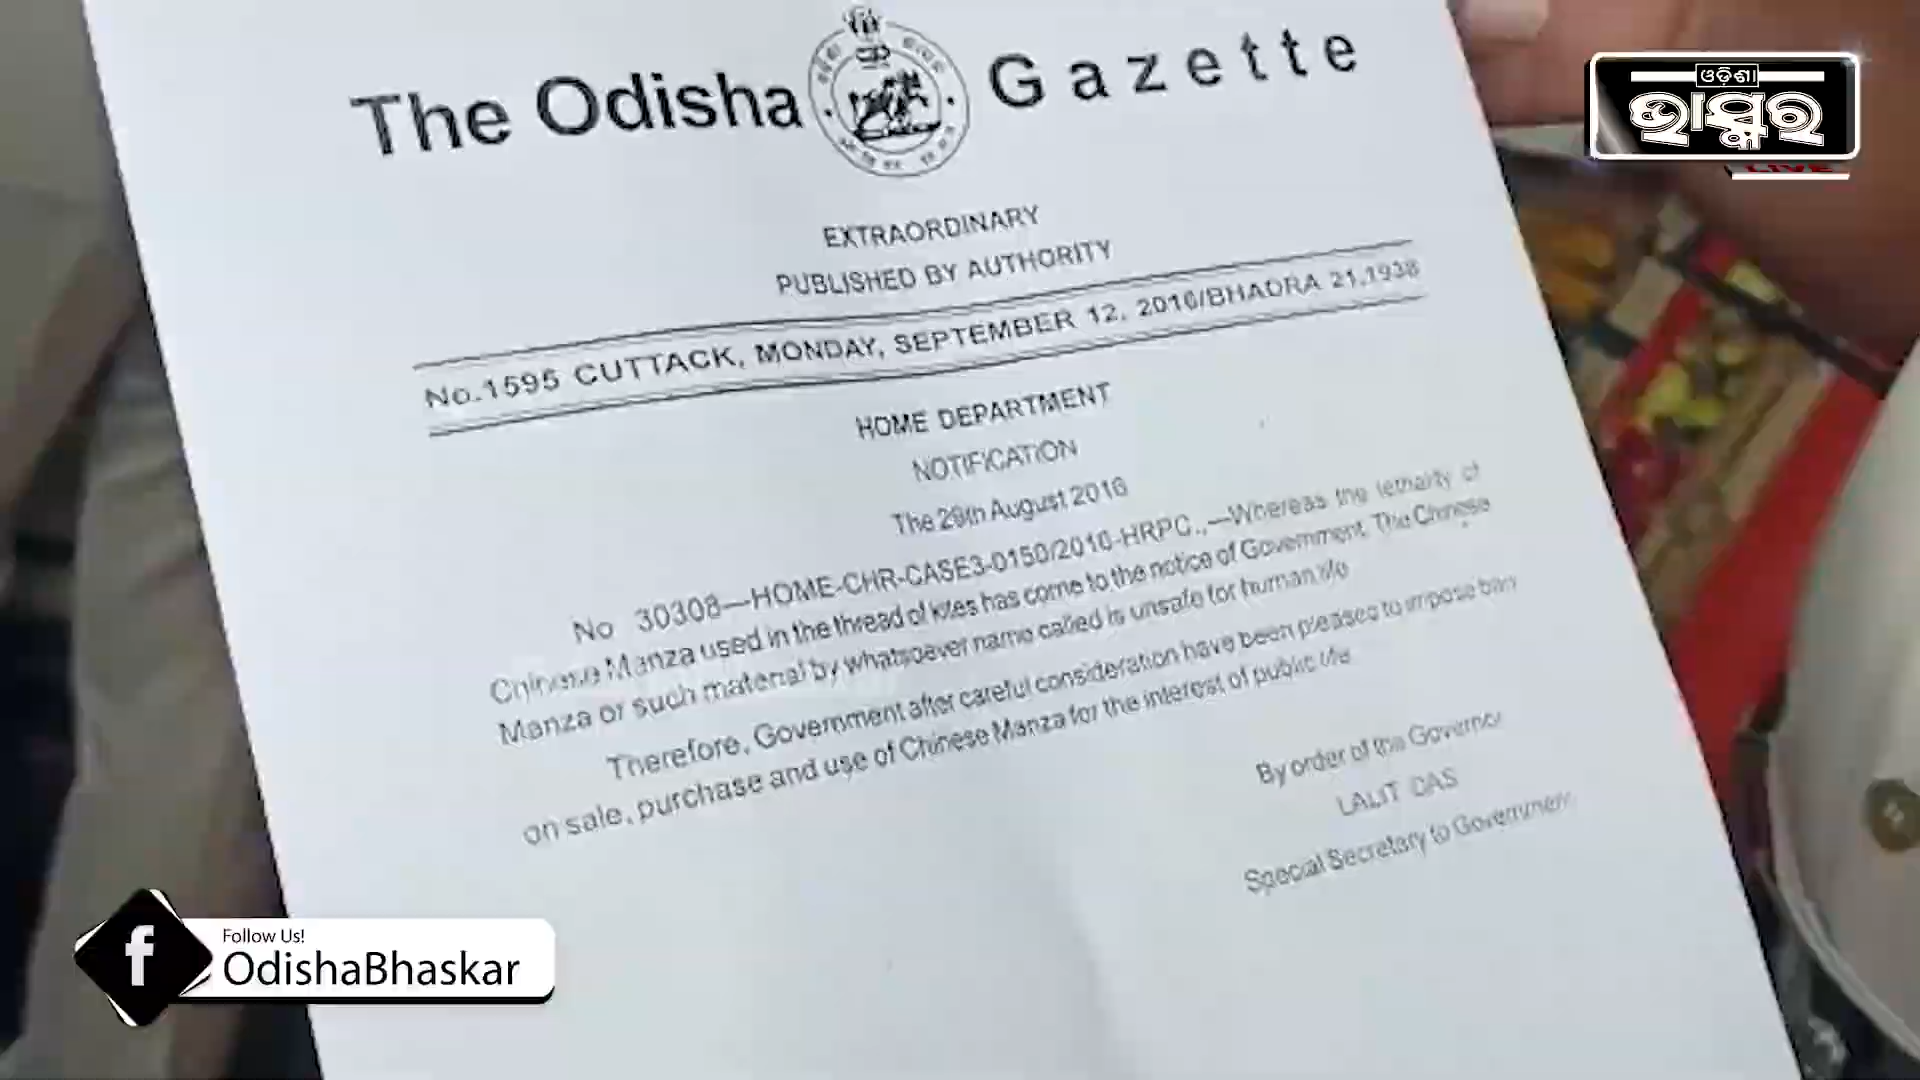 The Odisha Gazette
EXTRAORDINARY
PUBLISHED BY AUTHORITY
No.1595 CUTTACK, MONDAY, SEPTEMBER 12, 2016/BHADRA 21,1938
HOME DEPARTMENT
NOTIFICATION
The 29th August 2016
No 30308—HOME-CHR-CASE3-0150/2016-HRPC.,—Whereas the lethality of
Chinese Manza used in the thread of kites has come to the notice of Government. The Chinese
Manza or such material by whatsoever name called is unsafe for human life
Therefore, Government after careful consideration have been pleased to impose ban
on sale, purchase and use of Chinese Manza for the interest of public life
By order of the Governor
LALIT DAS
Special Secretary to Government
ଓଡ଼ିଶା
ଭାସ୍କର
LIVE
f
Follow Us!
OdishaBhaskar